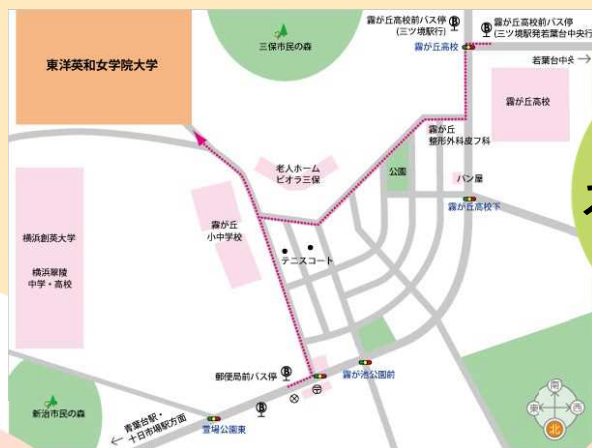 東洋英和女学院大学
三保市民の森
霧が丘高校前バス停
(三ツ境駅行)
霧が丘高校前バス停
(三ツ境駅発若葉台中央行)
霧が丘高校
若葉台中央→
霧が丘高校
霧が丘
整形外科皮フ科
公園
パン屋
霧が丘高校下
老人ホーム
ビオラ三保
霧が丘
小中学校
テニスコート
横浜創英大学
横浜翠陵
中学・高校
郵便局前バス停
霧が池公園前
新治市民の森
青葉台駅・
十日市場駅方面
萱場公園東
南
東
西
北